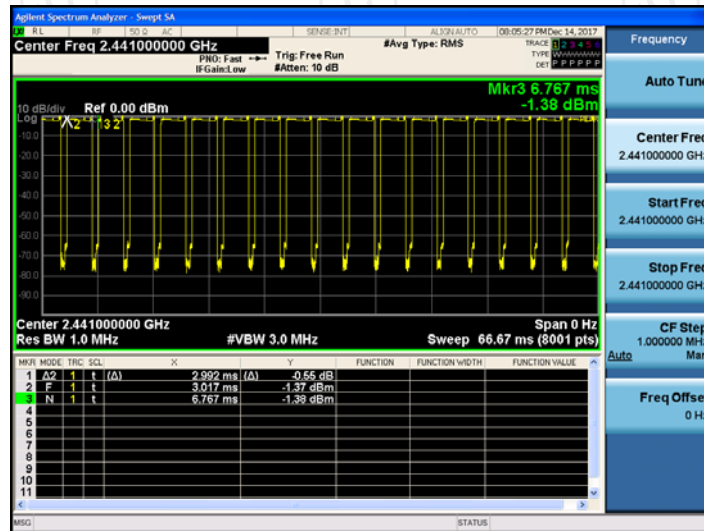 Agilent Spectrum Analyzer - Swept SA
RL RF 50 Ω AC SENSE:INT ALIGN AUTO 08:05:27 PM Dec 14, 2017
Center Freq 2.441000000 GHz #Avg Type: RMS TRACE 1 2 3 4 5 6
PNO: Fast Trig: Free Run TYPE
IFGain:Low #Atten: 10 dB DET P P P P P P
Mkr3 6.767 ms
-1.38 dBm
10 dB/div Ref 0.00 dBm
Log
-10.0
-20.0
-30.0
-40.0
-50.0
-60.0
-70.0
-80.0
-90.0
Center 2.441000000 GHz Span 0 Hz
Res BW 1.0 MHz #VBW 3.0 MHz Sweep 66.67 ms (8001 pts)
MKR MODE TRC SCL X Y FUNCTION FUNCTION WIDTH FUNCTION VALUE
1 Δ2 1 t (Δ) 2.992 ms (Δ) -0.55 dB
2 F 1 t 3.017 ms -1.37 dBm
3 N 1 t 6.767 ms -1.38 dBm
4
5
6
7
8
9
10
11
MSG STATUS
Frequency
Auto Tune
Center Freq
2.441000000 GHz
Start Freq
2.441000000 GHz
Stop Freq
2.441000000 GHz
CF Step
1.000000 MHz
Auto Man
Freq Offset
0 Hz